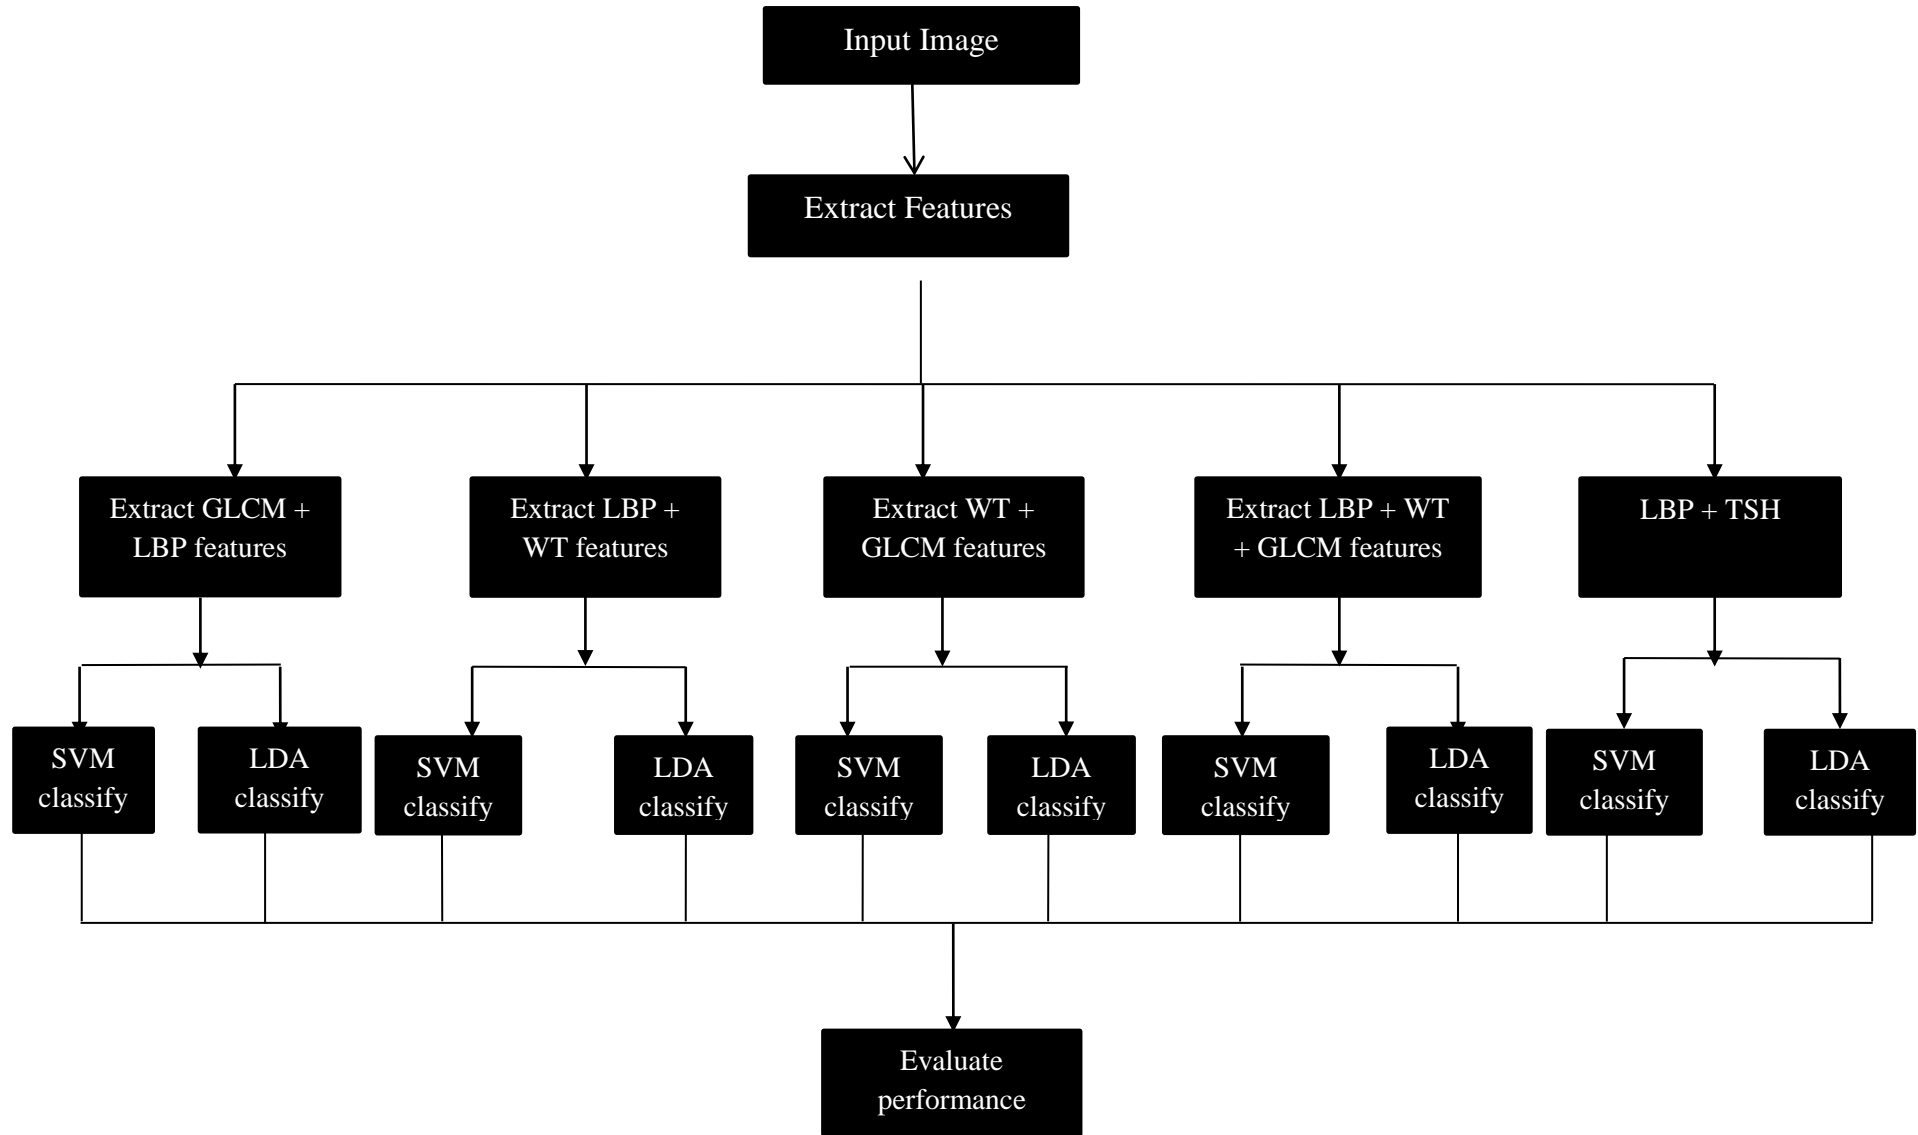 Input Image
Extract Features
Extract GLCM +
LBP features
Extract LBP +
WT features
Extract WT +
GLCM features
Extract LBP + WT
+ GLCM features
LBP + TSH
SVM
classify
LDA
classify
SVM
classify
LDA
classify
SVM
classify
LDA
classify
SVM
classify
LDA
classify
SVM
classify
LDA
classify
Evaluate
performance